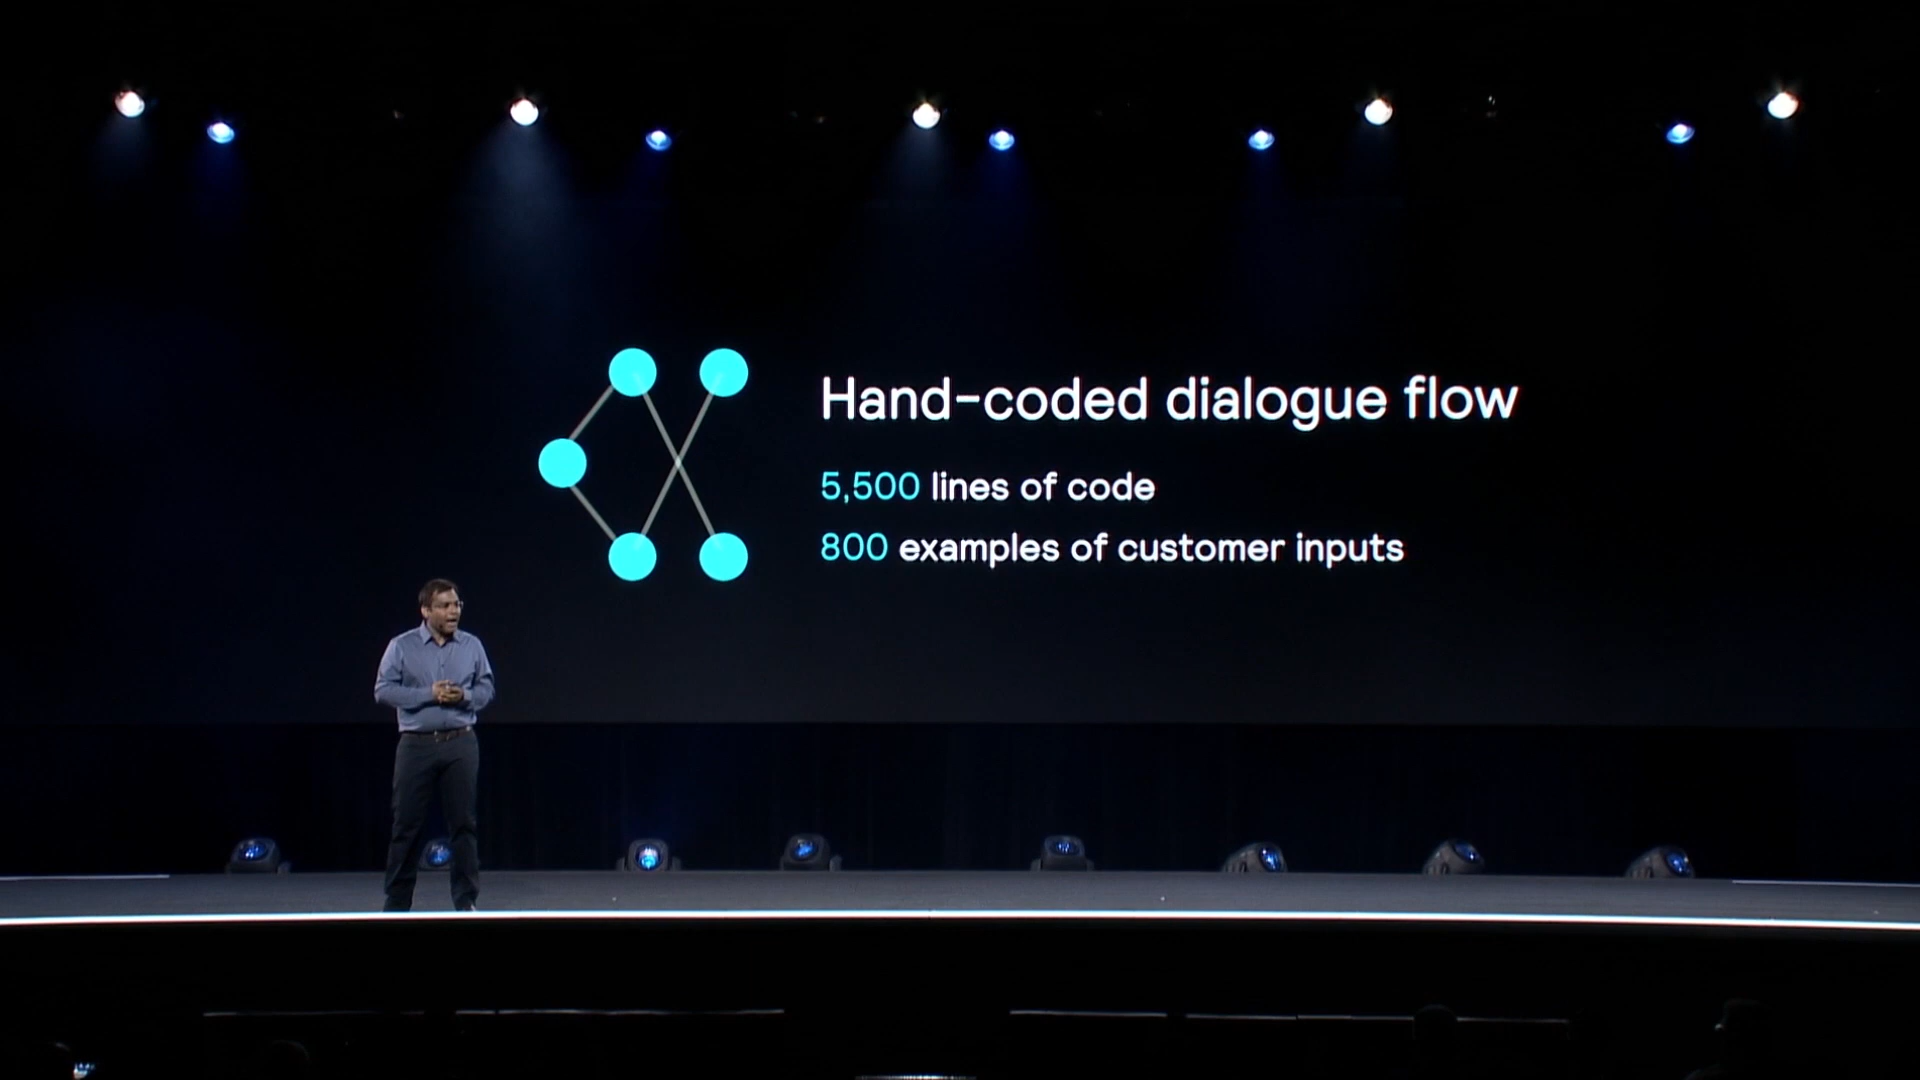 Hand-coded dialogue flow
5,500 lines of code
800 examples of customer inputs